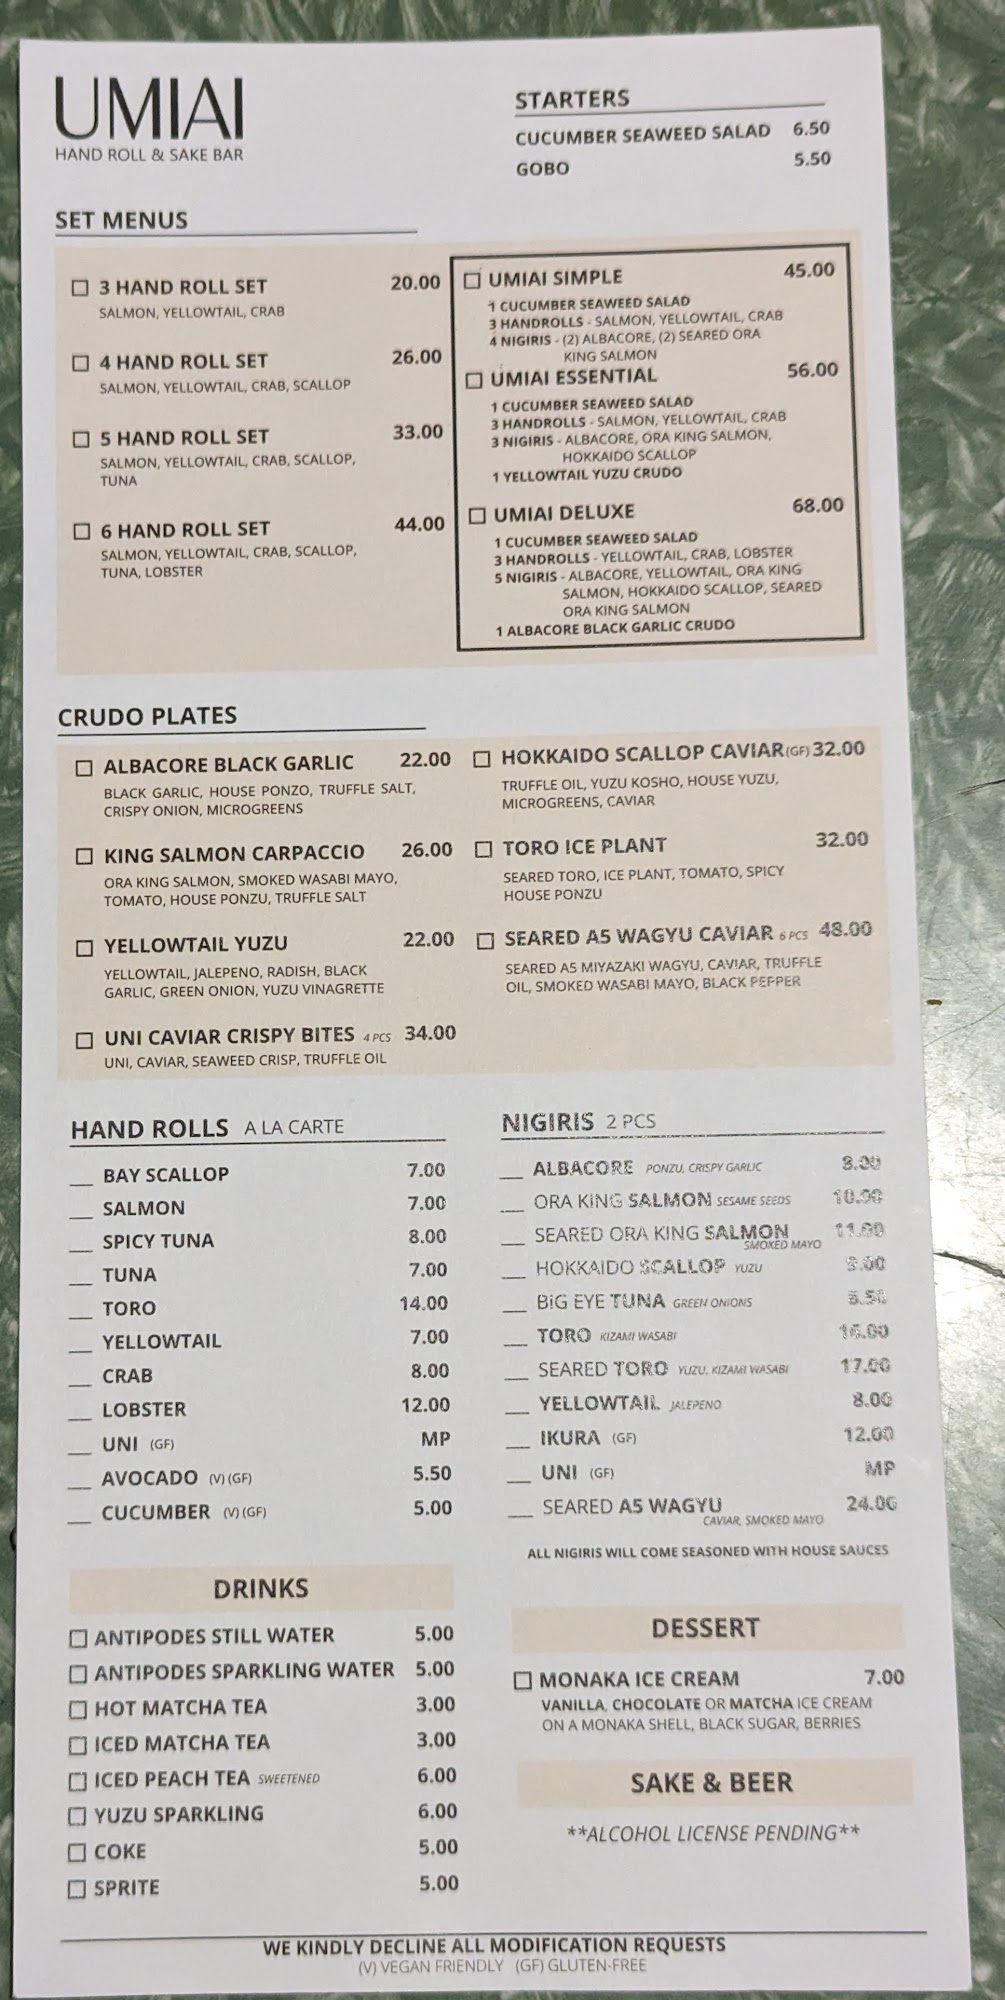 UMIAI
HAND ROLL & SAKE BAR
STARTERS
CUCUMBER SEAWEED SALAD 6.50
GOBO 5.50
SET MENUS
3 HAND ROLL SET 20.00
SALMON, YELLOWTAIL, CRAB
4 HAND ROLL SET 26.00
SALMON, YELLOWTAIL, CRAB, SCALLOP
5 HAND ROLL SET 33.00
SALMON, YELLOWTAIL, CRAB, SCALLOP,
TUNA
6 HAND ROLL SET 44.00
SALMON, YELLOWTAIL, CRAB, SCALLOP,
TUNA, LOBSTER
UMIAI SIMPLE 45.00
1 CUCUMBER SEAWEED SALAD
3 HANDROLLS - SALMON, YELLOWTAIL, CRAB
4 NIGIRIS - (2) ALBACORE, (2) SEARED ORA
KING SALMON
UMIAI ESSENTIAL 56.00
1 CUCUMBER SEAWEED SALAD
3 HANDROLLS - SALMON, YELLOWTAIL, CRAB
3 NIGIRIS - ALBACORE, ORA KING SALMON,
HOKKAIDO SCALLOP
1 YELLOWTAIL YUZU CRUDO
UMIAI DELUXE 68.00
1 CUCUMBER SEAWEED SALAD
3 HANDROLLS - YELLOWTAIL, CRAB, LOBSTER
5 NIGIRIS - ALBACORE, YELLOWTAIL, ORA KING
SALMON, HOKKAIDO SCALLOP, SEARED
ORA KING SALMON
1 ALBACORE BLACK GARLIC CRUDO
CRUDO PLATES
ALBACORE BLACK GARLIC 22.00
BLACK GARLIC, HOUSE PONZO, TRUFFLE SALT,
CRISPY ONION, MICROGREENS
KING SALMON CARPACCIO 26.00
ORA KING SALMON, SMOKED WASABI MAYO,
TOMATO, HOUSE PONZU, TRUFFLE SALT
YELLOWTAIL YUZU 22.00
YELLOWTAIL, JALEPENO, RADISH, BLACK
GARLIC, GREEN ONION, YUZU VINAGRETTE
UNI CAVIAR CRISPY BITES 4 PCS 34.00
UNI, CAVIAR, SEAWEED CRISP, TRUFFLE OIL
HOKKAIDO SCALLOP CAVIAR (GF) 32.00
TRUFFLE OIL, YUZU KOSHO, HOUSE YUZU,
MICROGREENS, CAVIAR
TORO ICE PLANT 32.00
SEARED TORO, ICE PLANT, TOMATO, SPICY
HOUSE PONZU
SEARED A5 WAGYU CAVIAR 6 PCS 48.00
SEARED A5 MIYAZAKI WAGYU, CAVIAR, TRUFFLE
OIL, SMOKED WASABI MAYO, BLACK PEPPER
HAND ROLLS A LA CARTE
BAY SCALLOP 7.00
SALMON 7.00
SPICY TUNA 8.00
TUNA 7.00
TORO 14.00
YELLOWTAIL 7.00
CRAB 8.00
LOBSTER 12.00
UNI (GF) MP
AVOCADO (V) (GF) 5.50
CUCUMBER (V) (GF) 5.00
NIGIRIS 2 PCS
ALBACORE PONZU, CRISPY GARLIC
ORA KING SALMON SESAME SEEDS 10.00
SEARED ORA KING SALMON 11.00
SMOKED MAYO
HOKKAIDO SCALLOP YUZU
BIG EYE TUNA GREEN ONIONS
TORO KIZAMI WASABI 16.00
SEARED TORO YUZU, KIZAMI WASABI 17.00
YELLOWTAIL JALEPENO 8.00
IKURA (GF) 12.00
UNI (GF) MP
SEARED A5 WAGYU 24.00
CAVIAR, SMOKED MAYO
ALL NIGIRIS WILL COME SEASONED WITH HOUSE SAUCES
DRINKS
ANTIPODES STILL WATER 5.00
ANTIPODES SPARKLING WATER 5.00
HOT MATCHA TEA 3.00
ICED MATCHA TEA 3.00
ICED PEACH TEA SWEETENED 6.00
YUZU SPARKLING 6.00
COKE 5.00
SPRITE 5.00
DESSERT
MONAKA ICE CREAM 7.00
VANILLA, CHOCOLATE OR MATCHA ICE CREAM
ON A MONAKA SHELL, BLACK SUGAR, BERRIES
SAKE & BEER
**ALCOHOL LICENSE PENDING**
WE KINDLY DECLINE ALL MODIFICATION REQUESTS
(V) VEGAN FRIENDLY (GF) GLUTEN-FREE